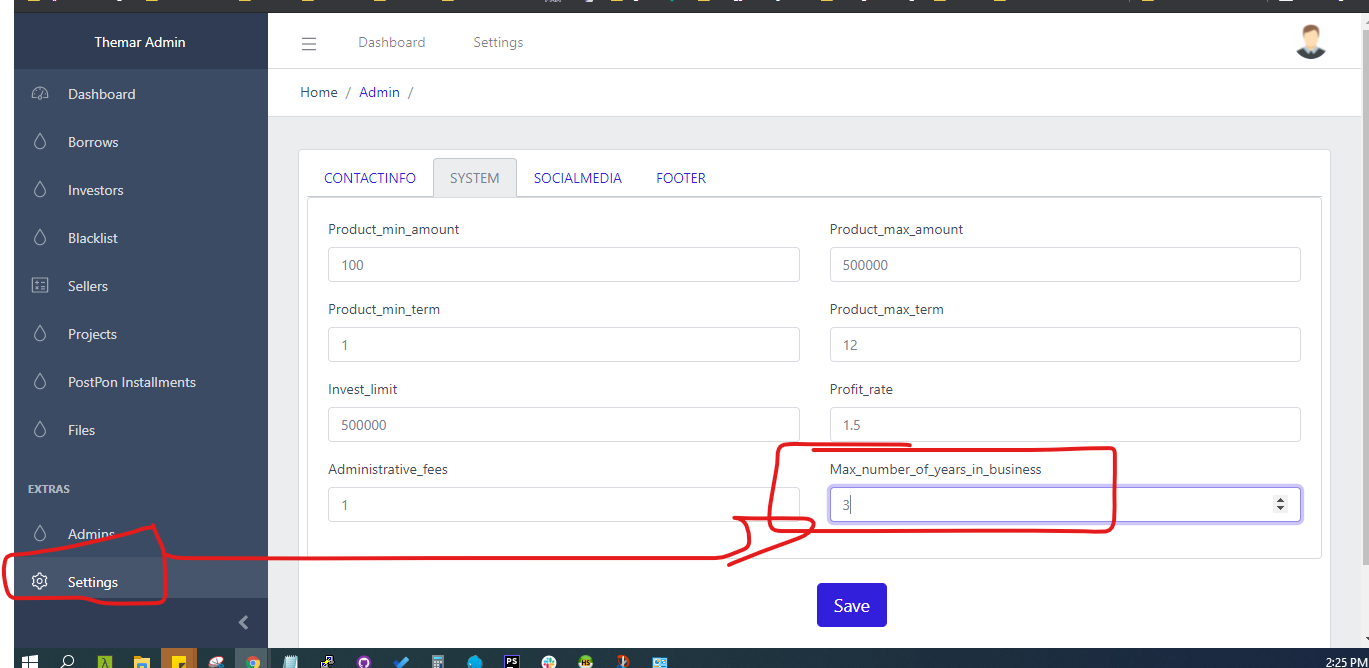 Themar Admin
Dashboard
Settings
Home / Admin /
Dashboard
Borrows
Investors
Blacklist
Sellers
Projects
PostPon Installments
Files
EXTRAS
Admins
Settings
CONTACTINFO
SYSTEM
SOCIALMEDIA
FOOTER
Product_min_amount
100
Product_max_amount
500000
Product_min_term
1
Product_max_term
12
Invest_limit
500000
Profit_rate
1.5
Administrative_fees
1
Max_number_of_years_in_business
3
Save
PS
HS
2:25 PM